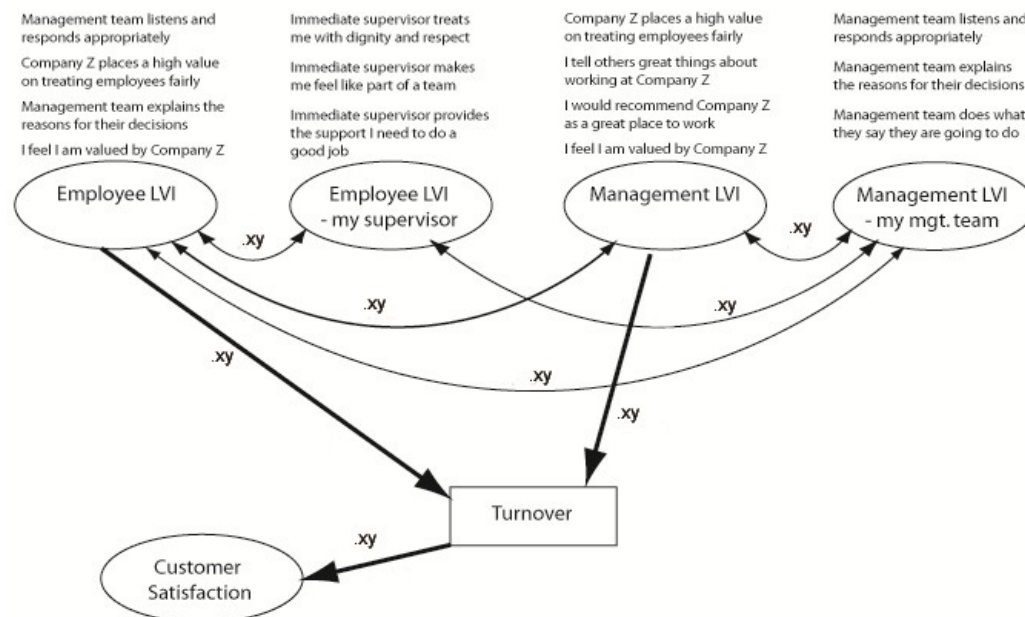 Management team listens and
responds appropriately
Company Z places a high value
on treating employees fairly
Management team explains the
reasons for their decisions
I feel I am valued by Company Z
Immediate supervisor treats
me with dignity and respect
Immediate supervisor makes
me feel like part of a team
Immediate supervisor provides
the support I need to do a
good job
Company Z places a high value
on treating employees fairly
I tell others great things about
working at Company Z
I would recommend Company Z
as a great place to work
I feel I am valued by Company Z
Management team listens and
responds appropriately
Management team explains
the reasons for their decisions
Management team does what
they say they are going to do
Employee LVI
Employee LVI
- my supervisor
Management LVI
Management LVI
- my mgt. team
.xy
.xy
.xy
.xy
.xy
.xy
.xy
Turnover
.xy
Customer
Satisfaction